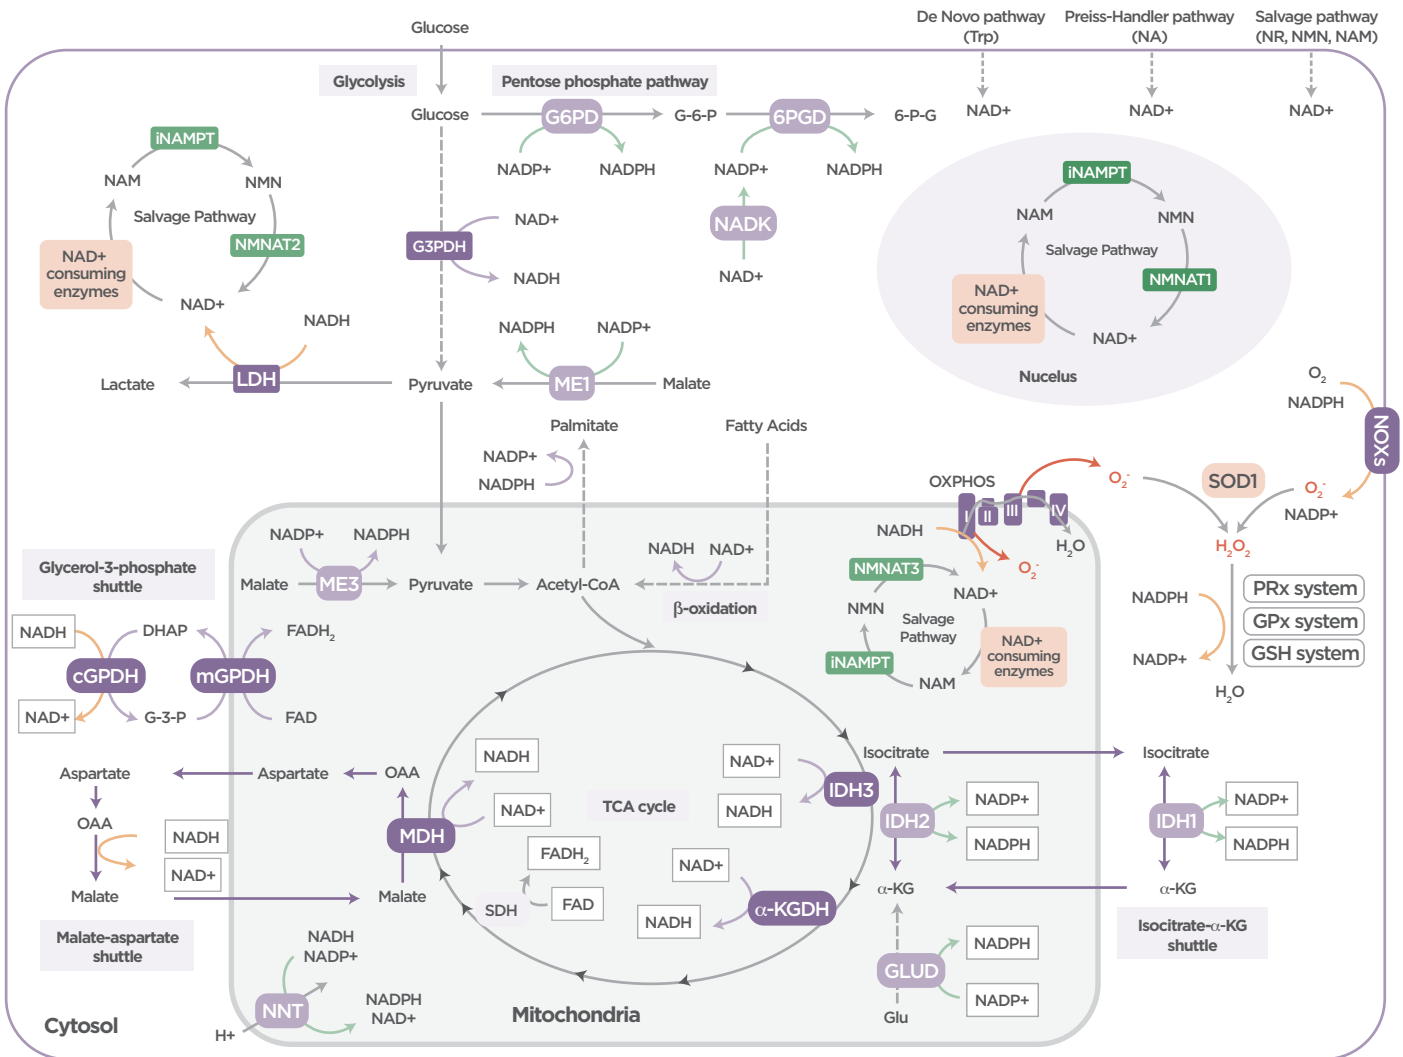 Glucose
De Novo pathway
(Trp)
Preiss-Handler pathway
(NA)
Salvage pathway
(NR, NMN, NAM)
Glycolysis
Pentose phosphate pathway
Glucose
G6PD
G-6-P
6PGD
6-P-G
NAD+
NAD+
NAD+
NADP+
NADPH
NADP+
NADPH
NADK
NAD+
iNAMPT
NAM
NMN
Salvage Pathway
NMNAT2
NAD+
consuming
enzymes
NAD+
NADH
LDH
Lactate
NAD+
G3PDH
NADH
NADPH
NADP+
Pyruvate
ME1
Malate
iNAMPT
NAM
NMN
Salvage Pathway
NMNAT1
NAD+
consuming
enzymes
NAD+
Nucelus
O₂
NADPH
NOXs
O₂⁻
NADP+
SOD1
O₂⁻
H₂O₂
PRx system
GPx system
GSH system
NADPH
NADP+
H₂O
Palmitate
Fatty Acids
NADP+
NADPH
OXPHOS
I
II
III
IV
NADH
H₂O
O₂⁻
NMNAT3
NAD+
NMN
Salvage
Pathway
iNAMPT
NAM
NAD+
consuming
enzymes
NADP+
NADPH
Malate
ME3
Pyruvate
Acetyl-CoA
NADH
NAD+
β-oxidation
Glycerol-3-phosphate
shuttle
NADH
DHAP
FADH₂
cGPDH
mGPDH
NAD+
G-3-P
FAD
Aspartate
Aspartate
OAA
OAA
NADH
NAD+
Malate
Malate
MDH
NADH
NAD+
Malate-aspartate
shuttle
TCA cycle
FADH₂
SDH
FAD
NAD+
NADH
IDH3
NAD+
NADH
α-KGDH
Isocitrate
IDH2
NADP+
NADPH
α-KG
Isocitrate
IDH1
NADP+
NADPH
α-KG
Isocitrate-α-KG
shuttle
GLUD
NADPH
NADP+
Glu
NADH
NADP+
NNT
NADPH
NAD+
H+
Cytosol
Mitochondria